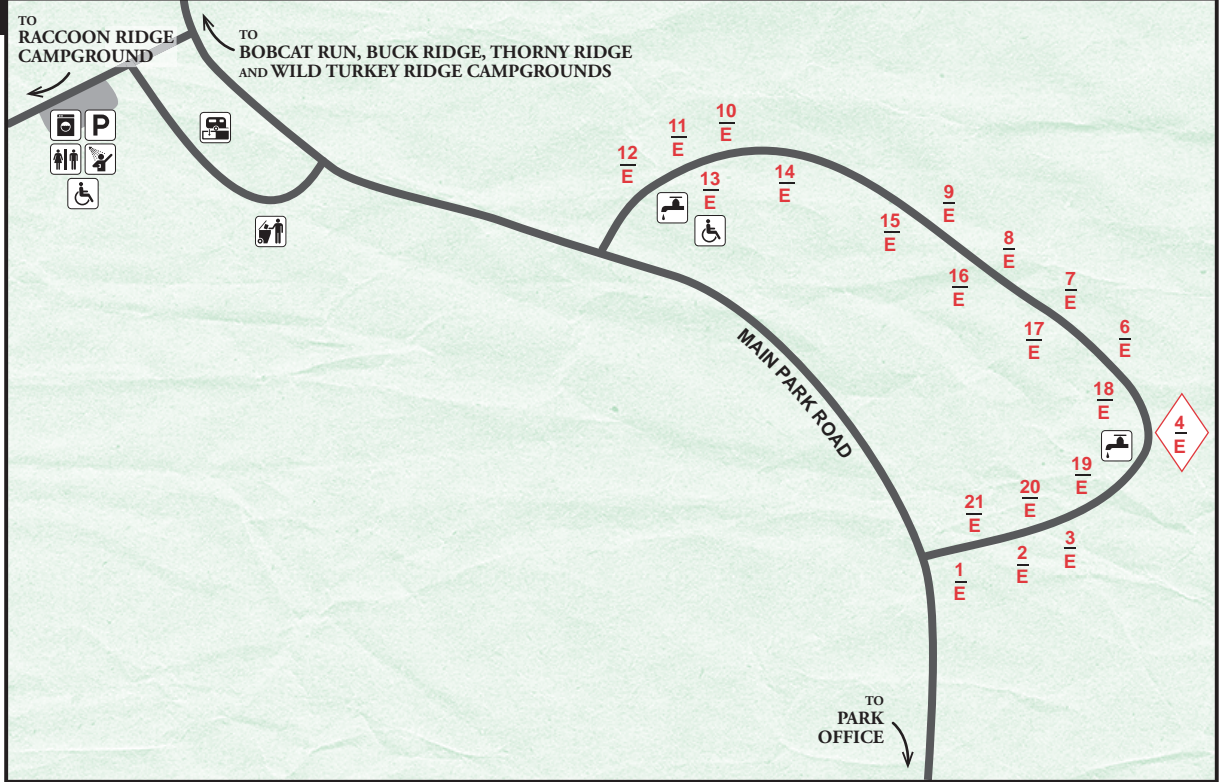 TO
RACCOON RIDGE
CAMPGROUND
TO
BOBCAT RUN, BUCK RIDGE, THORNY RIDGE
AND WILD TURKEY RIDGE CAMPGROUNDS
P
10
E
11
E
12
E
13
E
14
E
9
E
15
E
8
E
16
E
7
E
17
E
6
E
18
E
4
E
19
E
20
E
21
E
3
E
2
E
1
E
MAIN PARK ROAD
TO
PARK
OFFICE